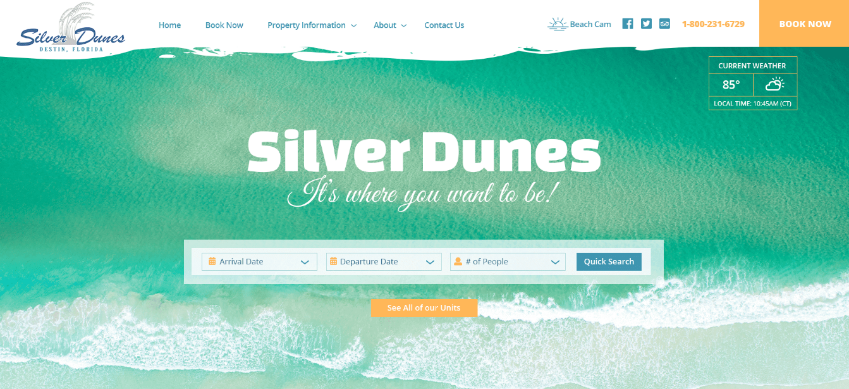 Silver Dunes
DESTIN, FLORIDA
Home
Book Now
Property Information
About
Contact Us
Beach Cam
1-800-231-6729
BOOK NOW
CURRENT WEATHER
85°
LOCAL TIME: 10:45AM (CT)
Silver Dunes
It's where you want to be!
Arrival Date
Departure Date
# of People
Quick Search
See All of our Units